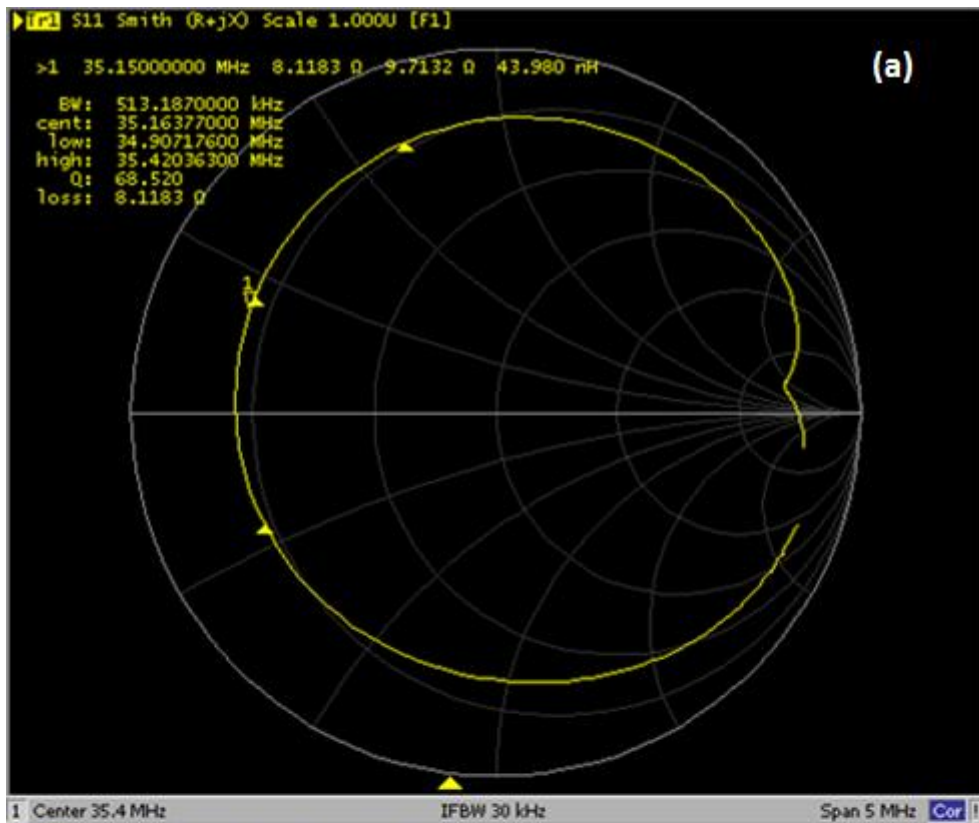 Tr1 S11 Smith (R+jX) Scale 1.000U [F1]
>1 35.15000000 MHz 8.1183 Ω 9.7132 Ω 43.980 nH
(a)
BW: 513.1870000 kHz
cent: 35.16377000 MHz
low: 34.90717600 MHz
high: 35.42036300 MHz
Q: 68.520
loss: 8.1183 Ω
1
1 Center 35.4 MHz IFBW 30 kHz Span 5 MHz Cor